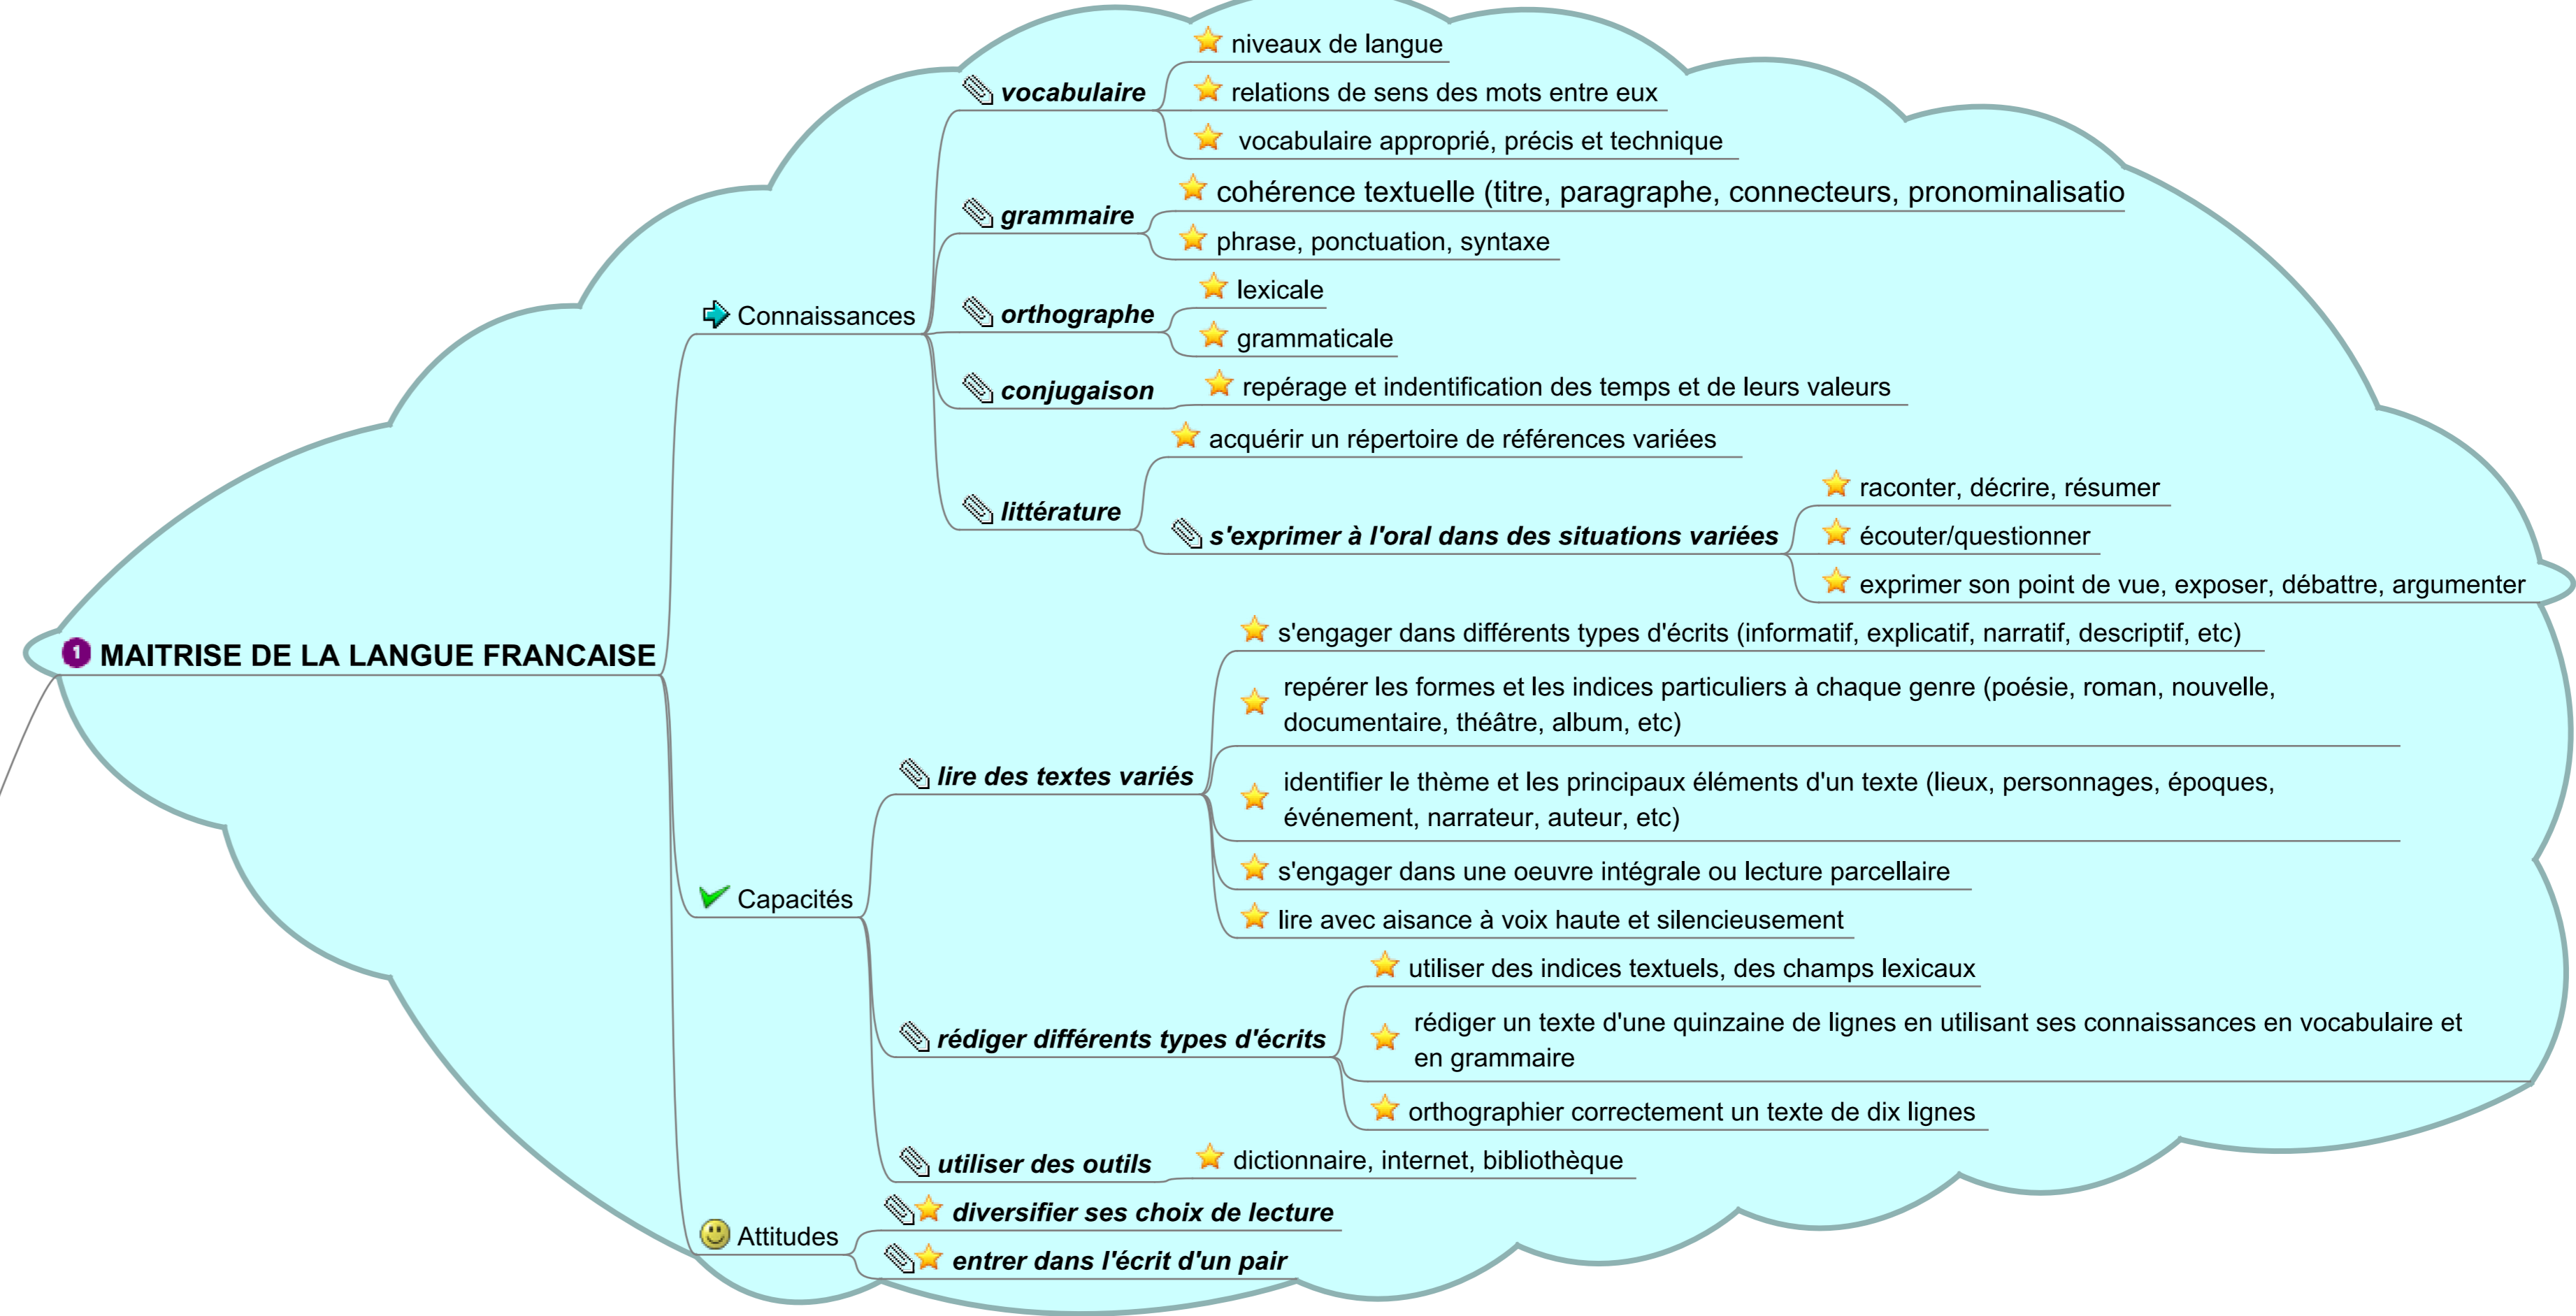 1 MAITRISE DE LA LANGUE FRANCAISE
Connaissances
vocabulaire
niveaux de langue
relations de sens des mots entre eux
vocabulaire approprié, précis et technique
grammaire
cohérence textuelle (titre, paragraphe, connecteurs, pronominalisatio
phrase, ponctuation, syntaxe
orthographe
lexicale
grammaticale
conjugaison
repérage et indentification des temps et de leurs valeurs
littérature
acquérir un répertoire de références variées
s'exprimer à l'oral dans des situations variées
raconter, décrire, résumer
écouter/questionner
exprimer son point de vue, exposer, débattre, argumenter
Capacités
lire des textes variés
s'engager dans différents types d'écrits (informatif, explicatif, narratif, descriptif, etc)
repérer les formes et les indices particuliers à chaque genre (poésie, roman, nouvelle,
documentaire, théâtre, album, etc)
identifier le thème et les principaux éléments d'un texte (lieux, personnages, époques,
événement, narrateur, auteur, etc)
s'engager dans une oeuvre intégrale ou lecture parcellaire
lire avec aisance à voix haute et silencieusement
rédiger différents types d'écrits
utiliser des indices textuels, des champs lexicaux
rédiger un texte d'une quinzaine de lignes en utilisant ses connaissances en vocabulaire et
en grammaire
orthographier correctement un texte de dix lignes
utiliser des outils
dictionnaire, internet, bibliothèque
Attitudes
diversifier ses choix de lecture
entrer dans l'écrit d'un pair